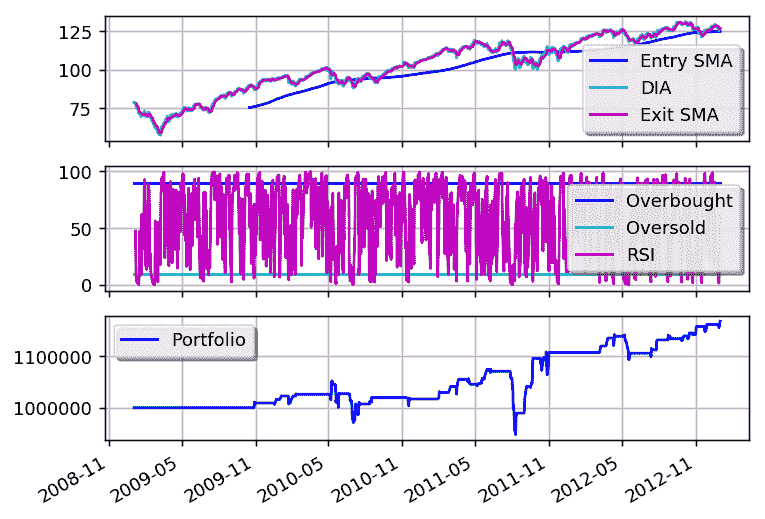 125
100
75
Entry SMA
DIA
Exit SMA
100
50
0
Overbought
Oversold
RSI
1100000
1000000
Portfolio
2008-11
2009-05
2009-11
2010-05
2010-11
2011-05
2011-11
2012-05
2012-11